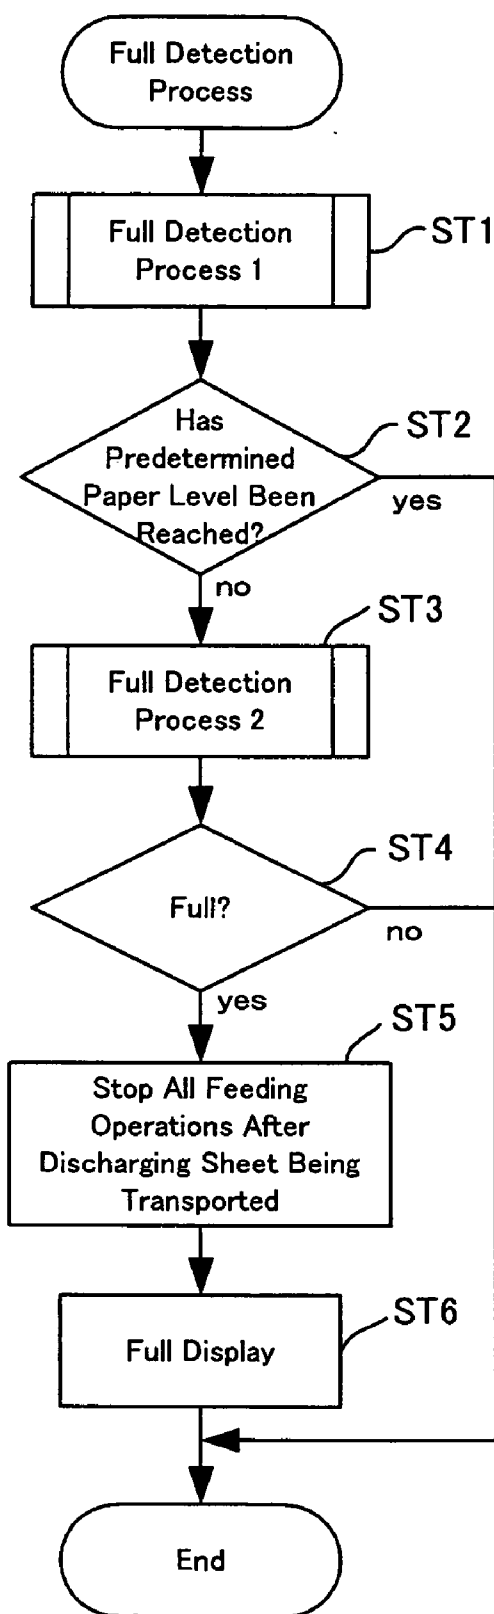 Full Detection
Process
Full Detection
Process 1
ST1
Has
Predetermined
Paper Level Been
Reached?
ST2
yes
no
ST3
Full Detection
Process 2
ST4
Full?
no
yes
ST5
Stop All Feeding
Operations After
Discharging Sheet Being
Transported
ST6
Full Display
End